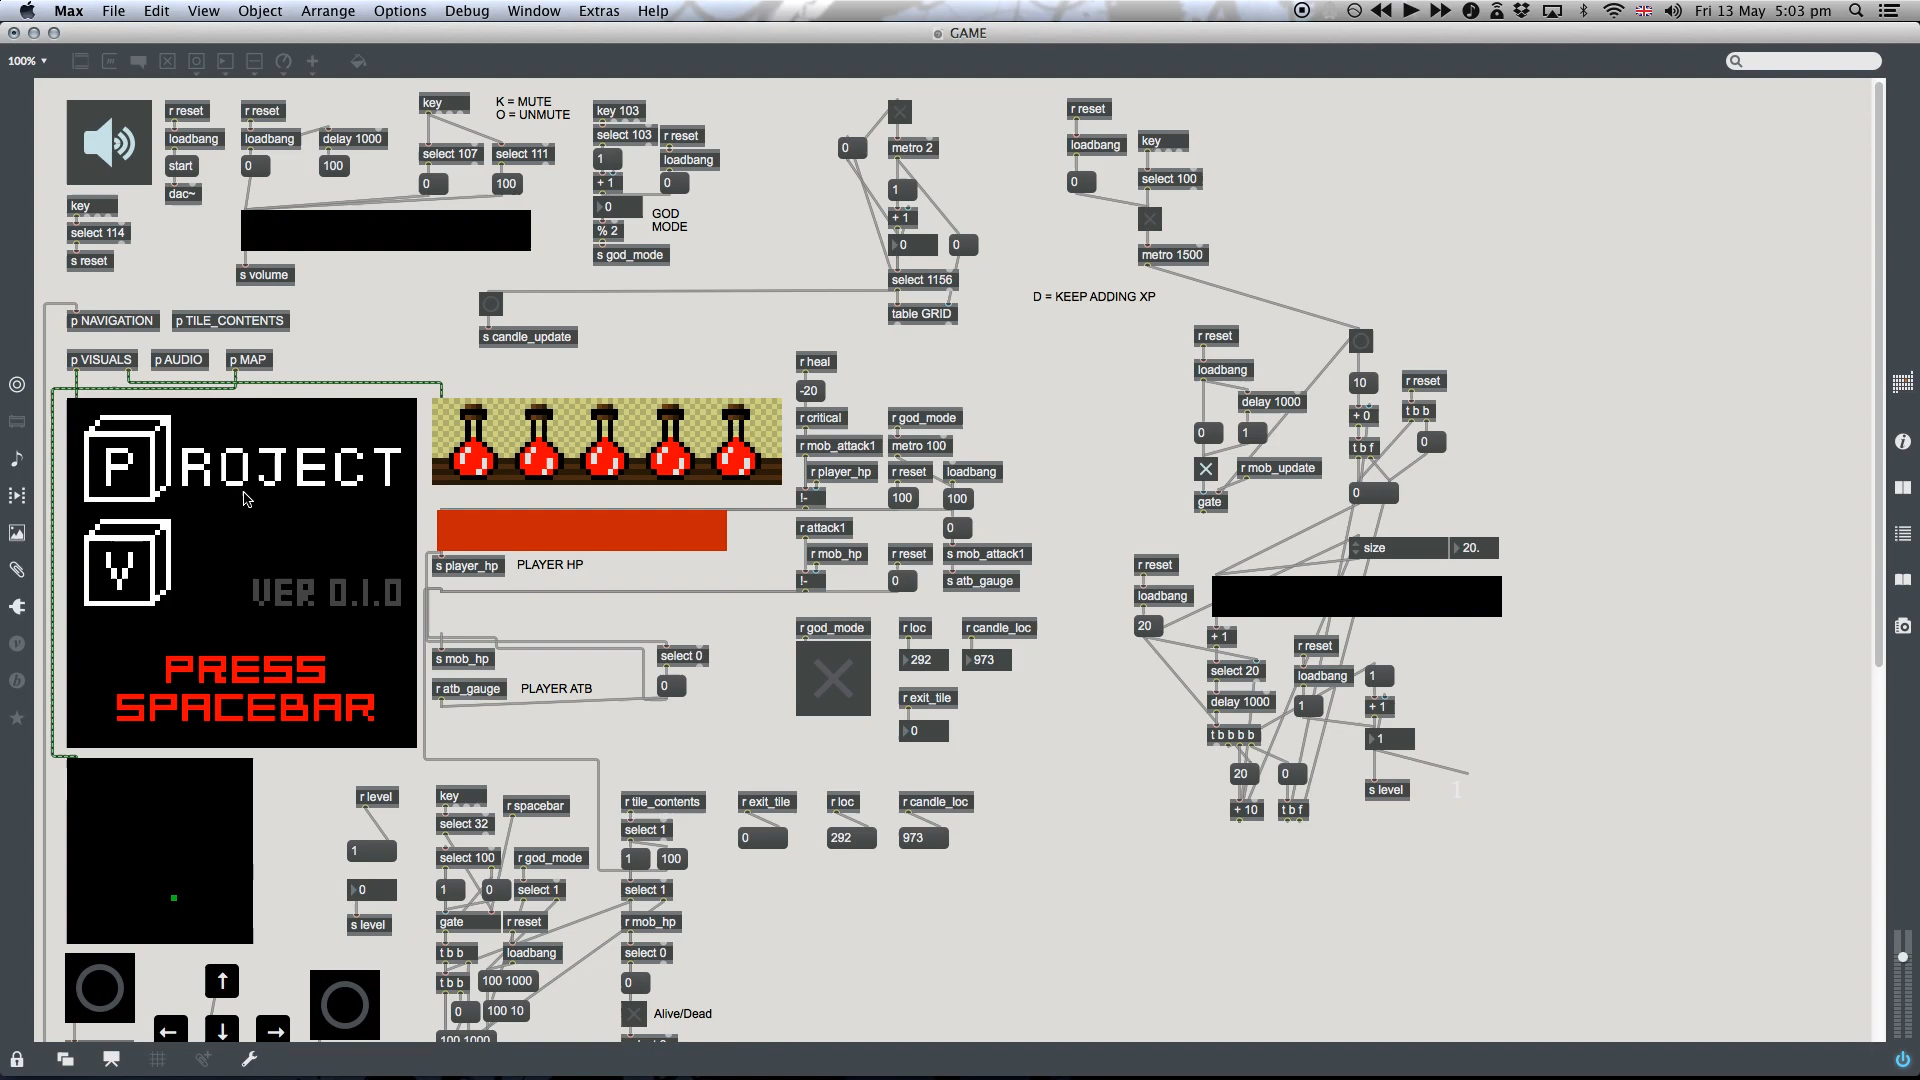 Max File Edit View Object Arrange Options Debug Window Extras Help
Fri 13 May 5:03 pm
GAME
100%
r reset
r reset
key
K = MUTE
O = UNMUTE
key 103
r reset
loadbang
loadbang
delay 1000
select 107
select 111
select 103
r reset
start
0
100
1
loadbang
dac~
0
100
+ 1
0
key
0
GOD
MODE
select 114
% 2
s reset
s god_mode
s volume
0
metro 2
1
+ 1
0
0
select 1156
table GRID
r reset
loadbang
key
0
select 100
metro 1500
D = KEEP ADDING XP
s candle_update
p NAVIGATION
p TILE_CONTENTS
p VISUALS
p AUDIO
p MAP
PROJECT
V
VER 0.1.0
PRESS
SPACEBAR
r heal
-20
r critical
r god_mode
r mob_attack1
metro 100
r player_hp
r reset
loadbang
!-
100
100
r attack1
0
r mob_hp
r reset
s mob_attack1
!-
0
s atb_gauge
s player_hp
PLAYER HP
s mob_hp
select 0
r atb_gauge
PLAYER ATB
0
r god_mode
r loc
r candle_loc
292
973
r exit_tile
0
r reset
loadbang
delay 1000
0
1
r mob_update
gate
10
r reset
+ 0
t b b
t b f
0
0
size
20.
r reset
loadbang
20
+ 1
r reset
select 20
loadbang
1
delay 1000
1
+ 1
t b b b b
1
20
0
s level
1
+ 10
t b f
r level
1
0
s level
key
r spacebar
select 32
select 100
r god_mode
1
0
select 1
gate
r reset
t b b
loadbang
t b b
100 1000
0
100 10
100 1000
r tile_contents
select 1
1
100
select 1
r mob_hp
select 0
0
Alive/Dead
r exit_tile
r loc
r candle_loc
0
292
973